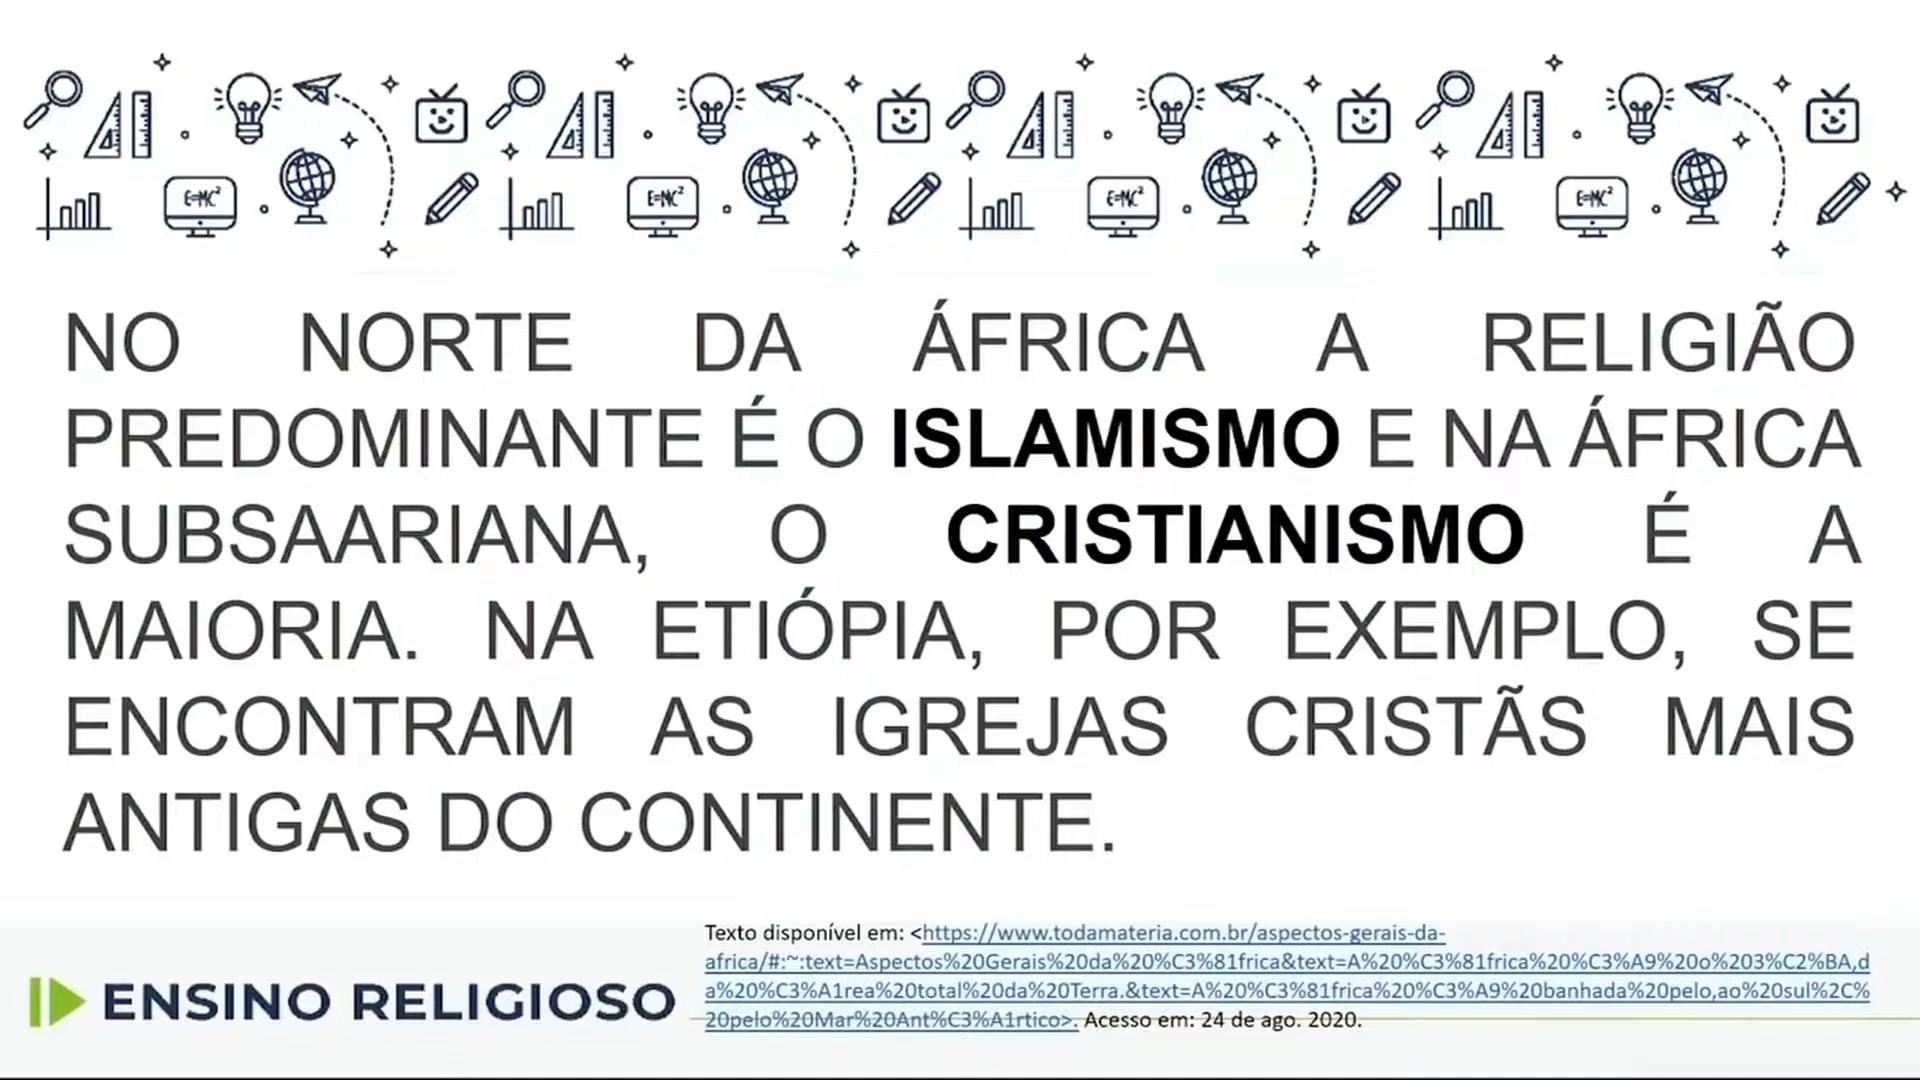 E=MC² E=MC² E=MC² E=MC²
NO NORTE DA ÁFRICA A RELIGIÃO
PREDOMINANTE É O ISLAMISMO E NA ÁFRICA
SUBSAARIANA, O CRISTIANISMO É A
MAIORIA. NA ETIÓPIA, POR EXEMPLO, SE
ENCONTRAM AS IGREJAS CRISTÃS MAIS
ANTIGAS DO CONTINENTE.
Texto disponível em: <https://www.todamateria.com.br/aspectos-gerais-da-
africa/#:~:text=Aspectos%20Gerais%20da%20%C3%81frica&text=A%20%C3%81frica%20%C3%A9%20o%203%C2%BA,d
a%20%C3%A1rea%20total%20da%20Terra.&text=A%20%C3%81frica%20%C3%A9%20banhada%20pelo,ao%20sul%2C%
20pelo%20Mar%20Ant%C3%A1rtico>. Acesso em: 24 de ago. 2020.
ENSINO RELIGIOSO